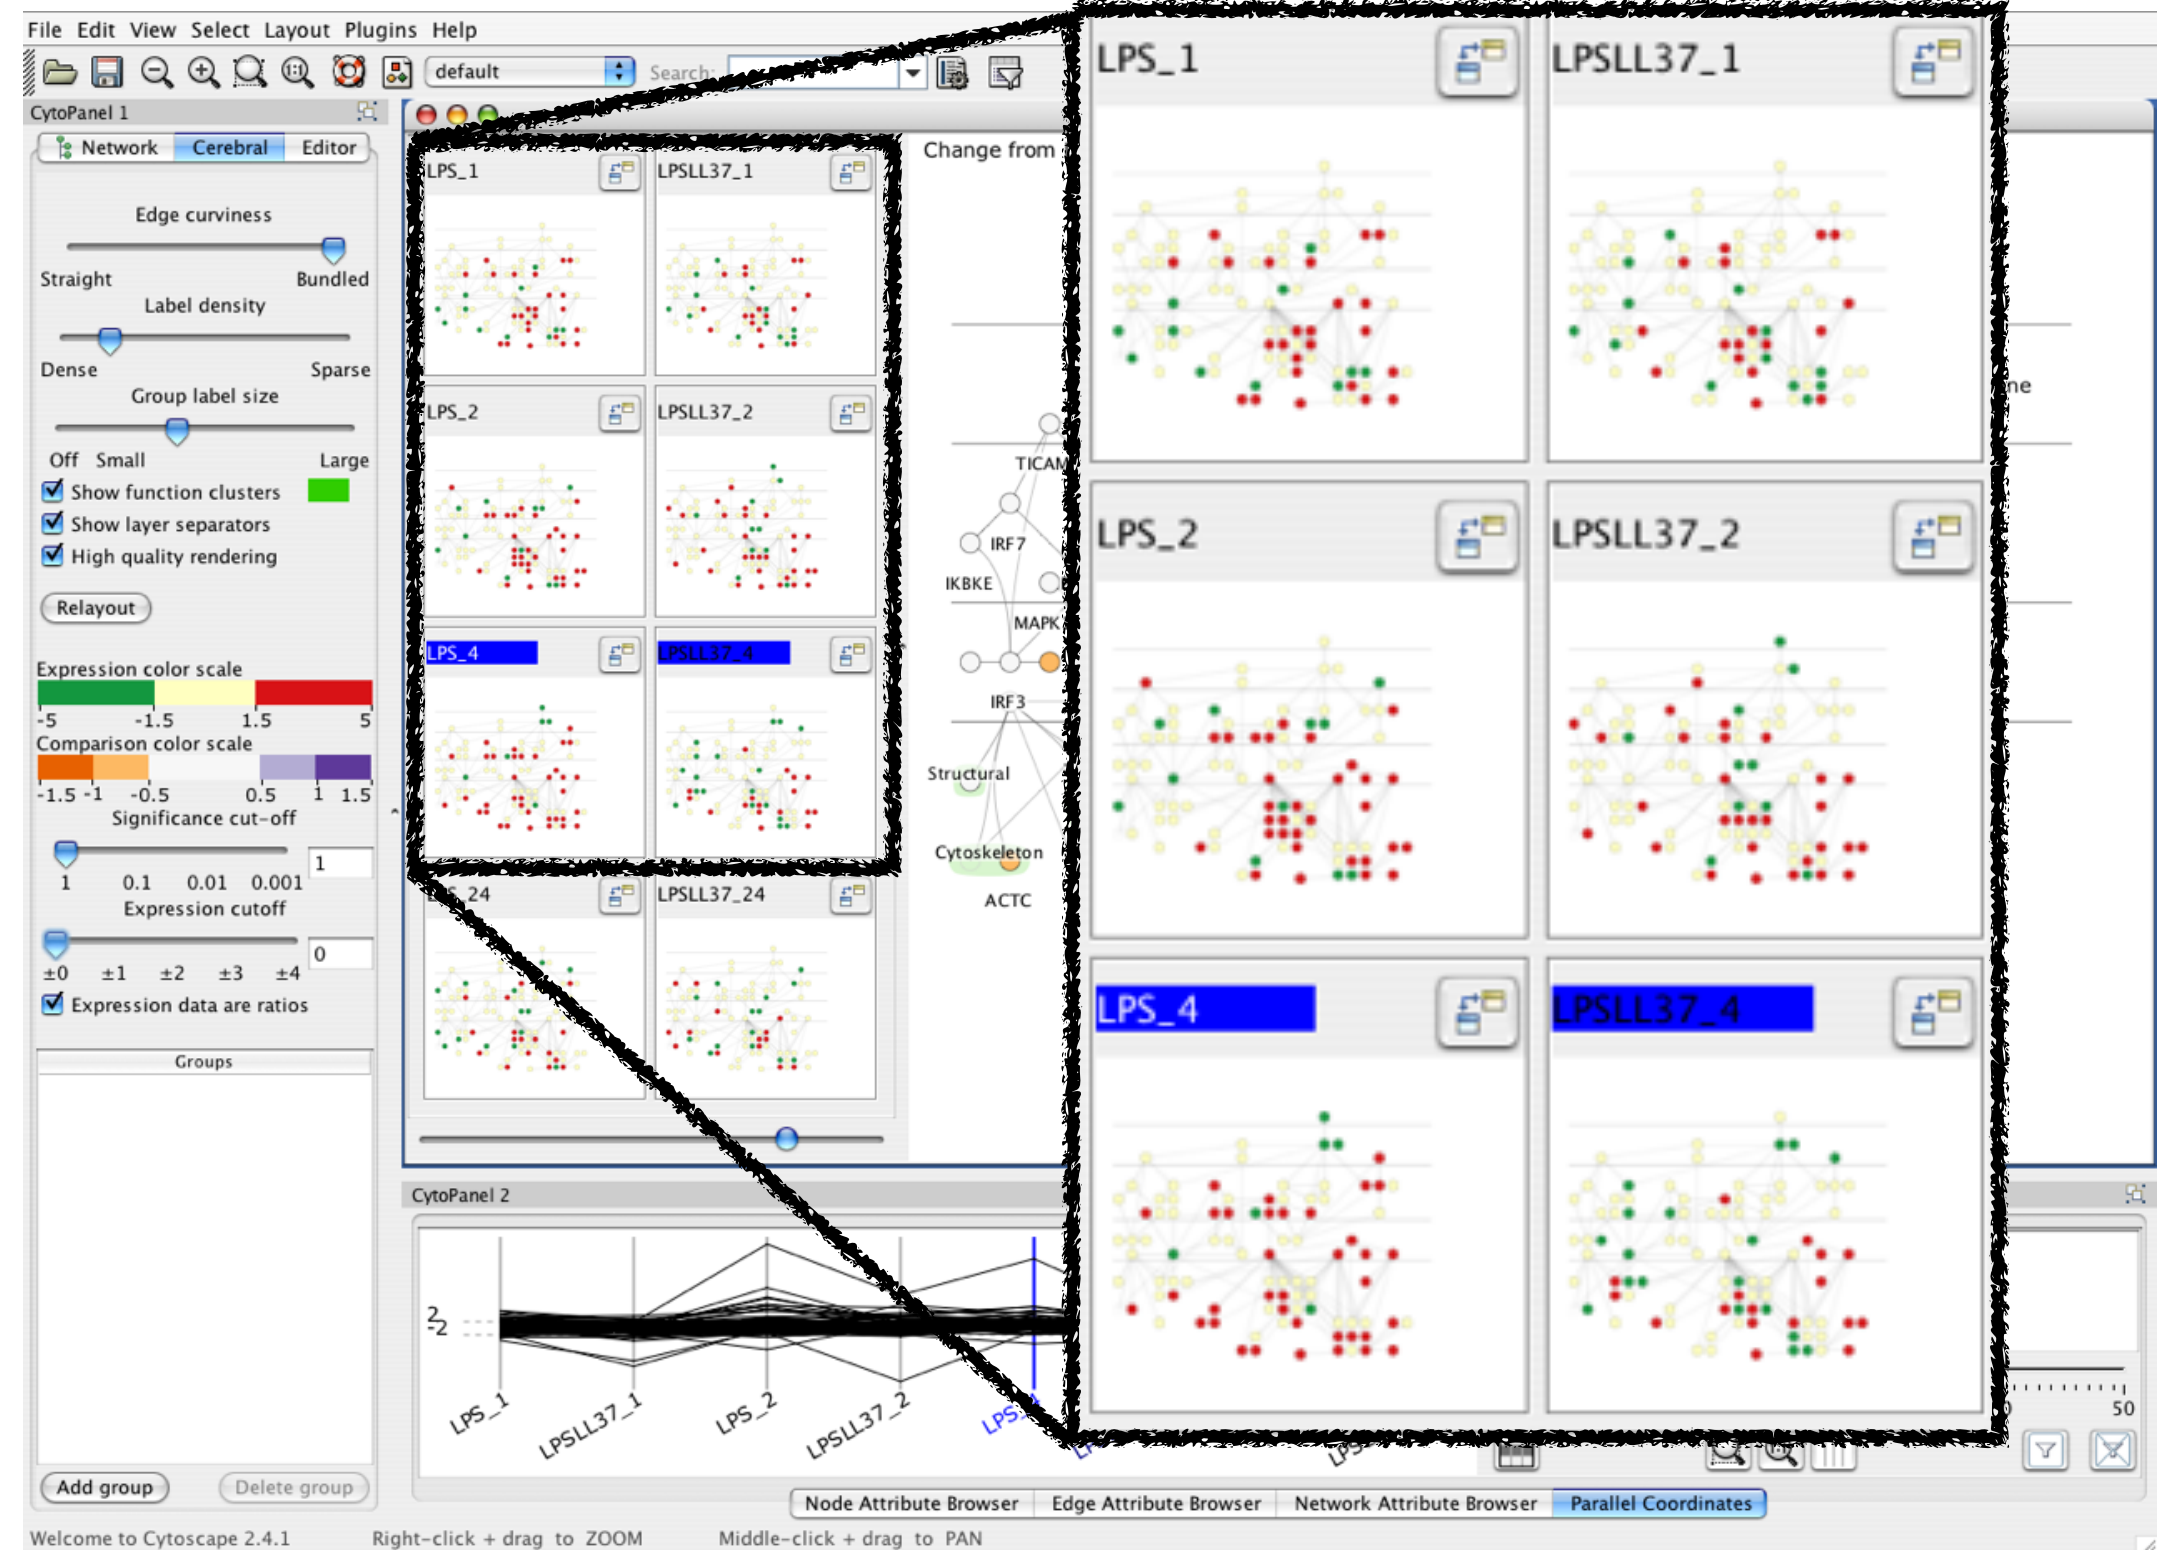 File Edit View Select Layout Plugins Help
default
Search:
CytoPanel 1
Network Cerebral Editor
Edge curviness
Straight Bundled
Label density
Dense Sparse
Group label size
Off Small Large
Show function clusters
Show layer separators
High quality rendering
Relayout
Expression color scale
-5 -1.5 1.5 5
Comparison color scale
-1.5 -1 -0.5 0.5 1 1.5
Significance cut-off
1
1 0.1 0.01 0.001
Expression cutoff
0
±0 ±1 ±2 ±3 ±4
Expression data are ratios
Groups
Add group Delete group
LPS_1 LPSLL37_1
LPS_2 LPSLL37_2
LPS_4 LPSLL37_4
LPSLL37_24
Change from
IRF7
IKBKE
MAPK
IRF3
Structural
Cytoskeleton
ACTC
LPS_1 LPSLL37_1
LPS_2 LPSLL37_2
LPS_4 LPSLL37_4
CytoPanel 2
2
-2
LPS_1 LPSLL37_1 LPS_2 LPSLL37_2
50
Node Attribute Browser Edge Attribute Browser Network Attribute Browser Parallel Coordinates
Welcome to Cytoscape 2.4.1 Right-click + drag to ZOOM Middle-click + drag to PAN